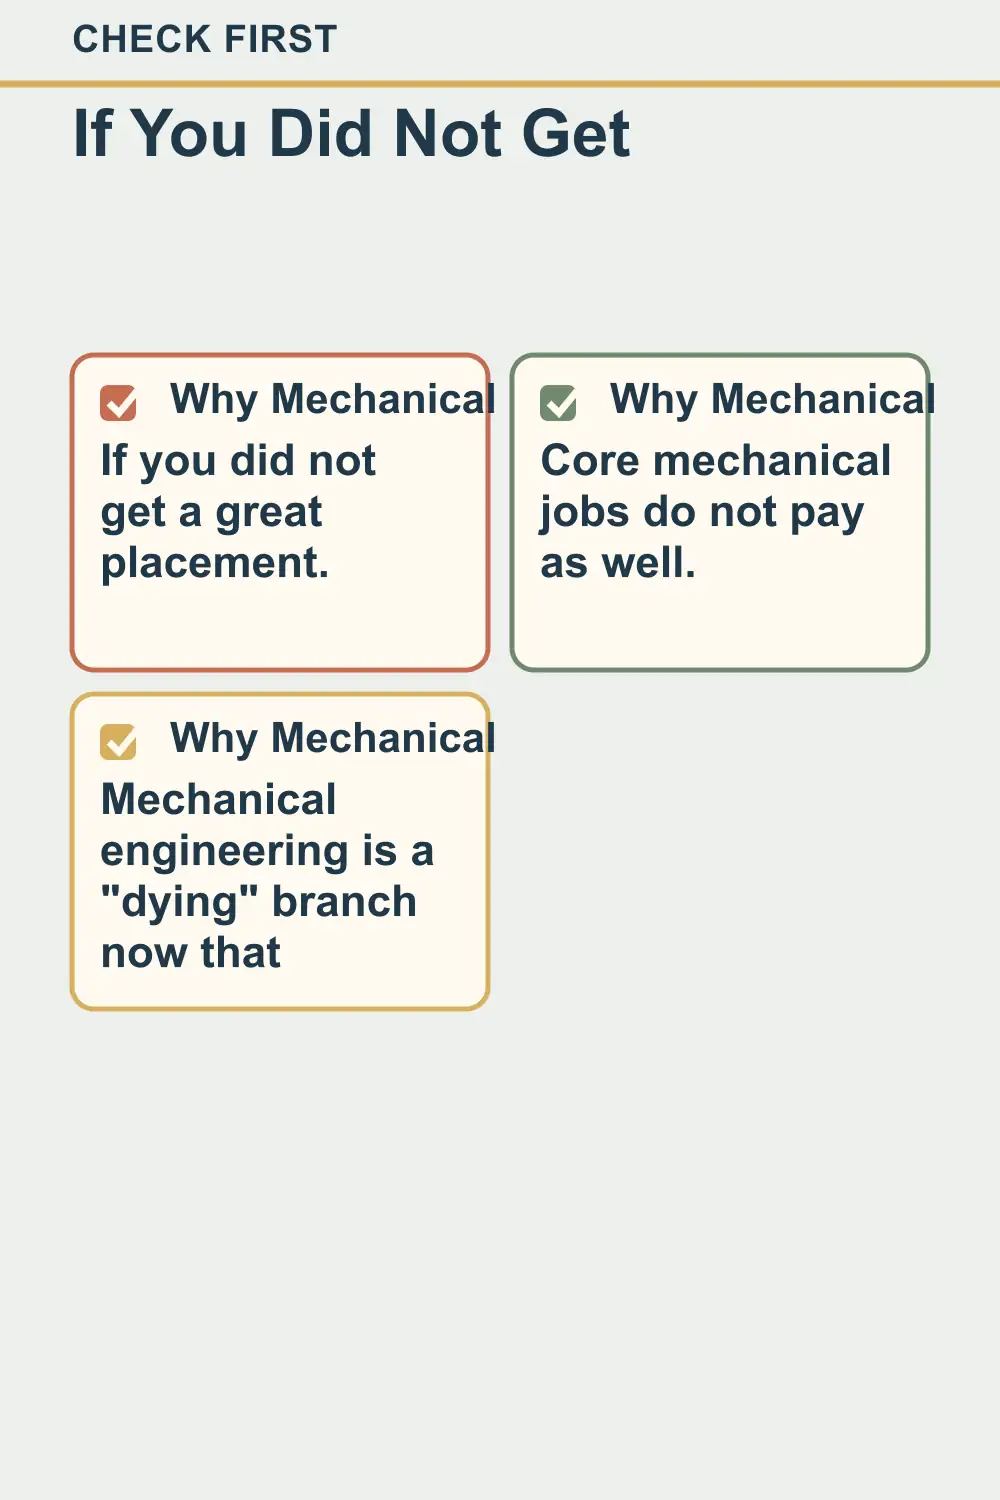 CHECK FIRST
If You Did Not Get
Why Mechanical
If you did not
get a great
placement.
Why Mechanical
Core mechanical
jobs do not pay
as well.
Why Mechanical
Mechanical
engineering is a
"dying" branch
now that